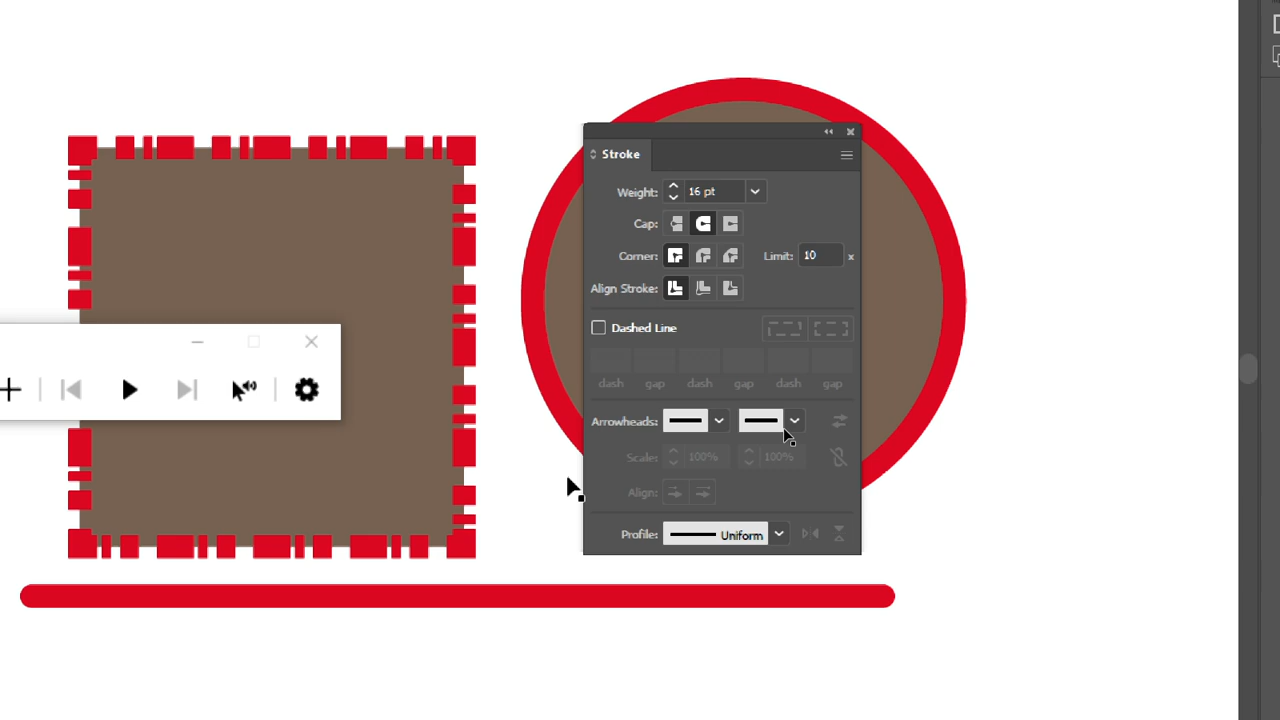 Stroke
Weight: 16 pt
Cap:
Corner: Limit: 10 x
Align Stroke:
Dashed Line
dash gap dash gap dash gap
Arrowheads:
Scale: 100% 100%
Align:
Profile: Uniform